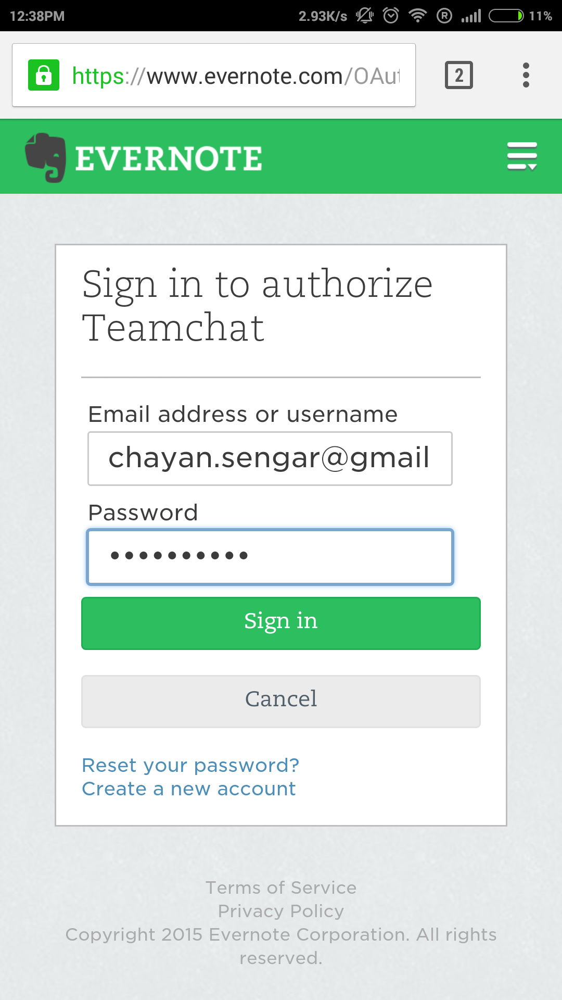 12:38PM 2.93K/s R 11%
https://www.evernote.com/OAut
2
EVERNOTE
Sign in to authorize
Teamchat
Email address or username
chayan.sengar@gmail
Password
••••••••••
Sign in
Cancel
Reset your password?
Create a new account
Terms of Service
Privacy Policy
Copyright 2015 Evernote Corporation. All rights
reserved.